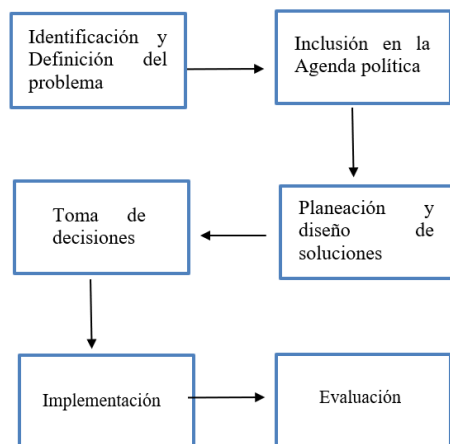 Identificación y
Definición del
problema
Inclusión en la
Agenda política
Planeación y
diseño de
soluciones
Toma de
decisiones
Implementación
Evaluación